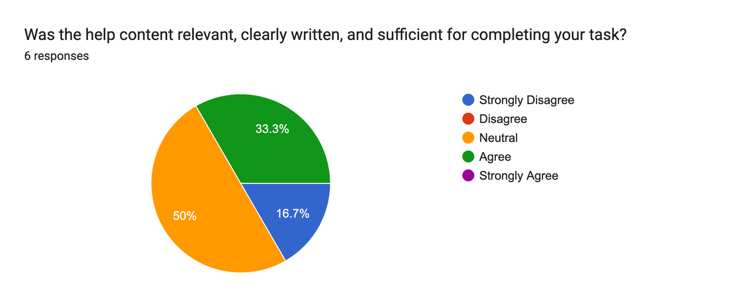 Was the help content relevant, clearly written, and sufficient for completing your task?
6 responses
Strongly Disagree
Disagree
Neutral
Agree
Strongly Agree
33.3%
50%
16.7%